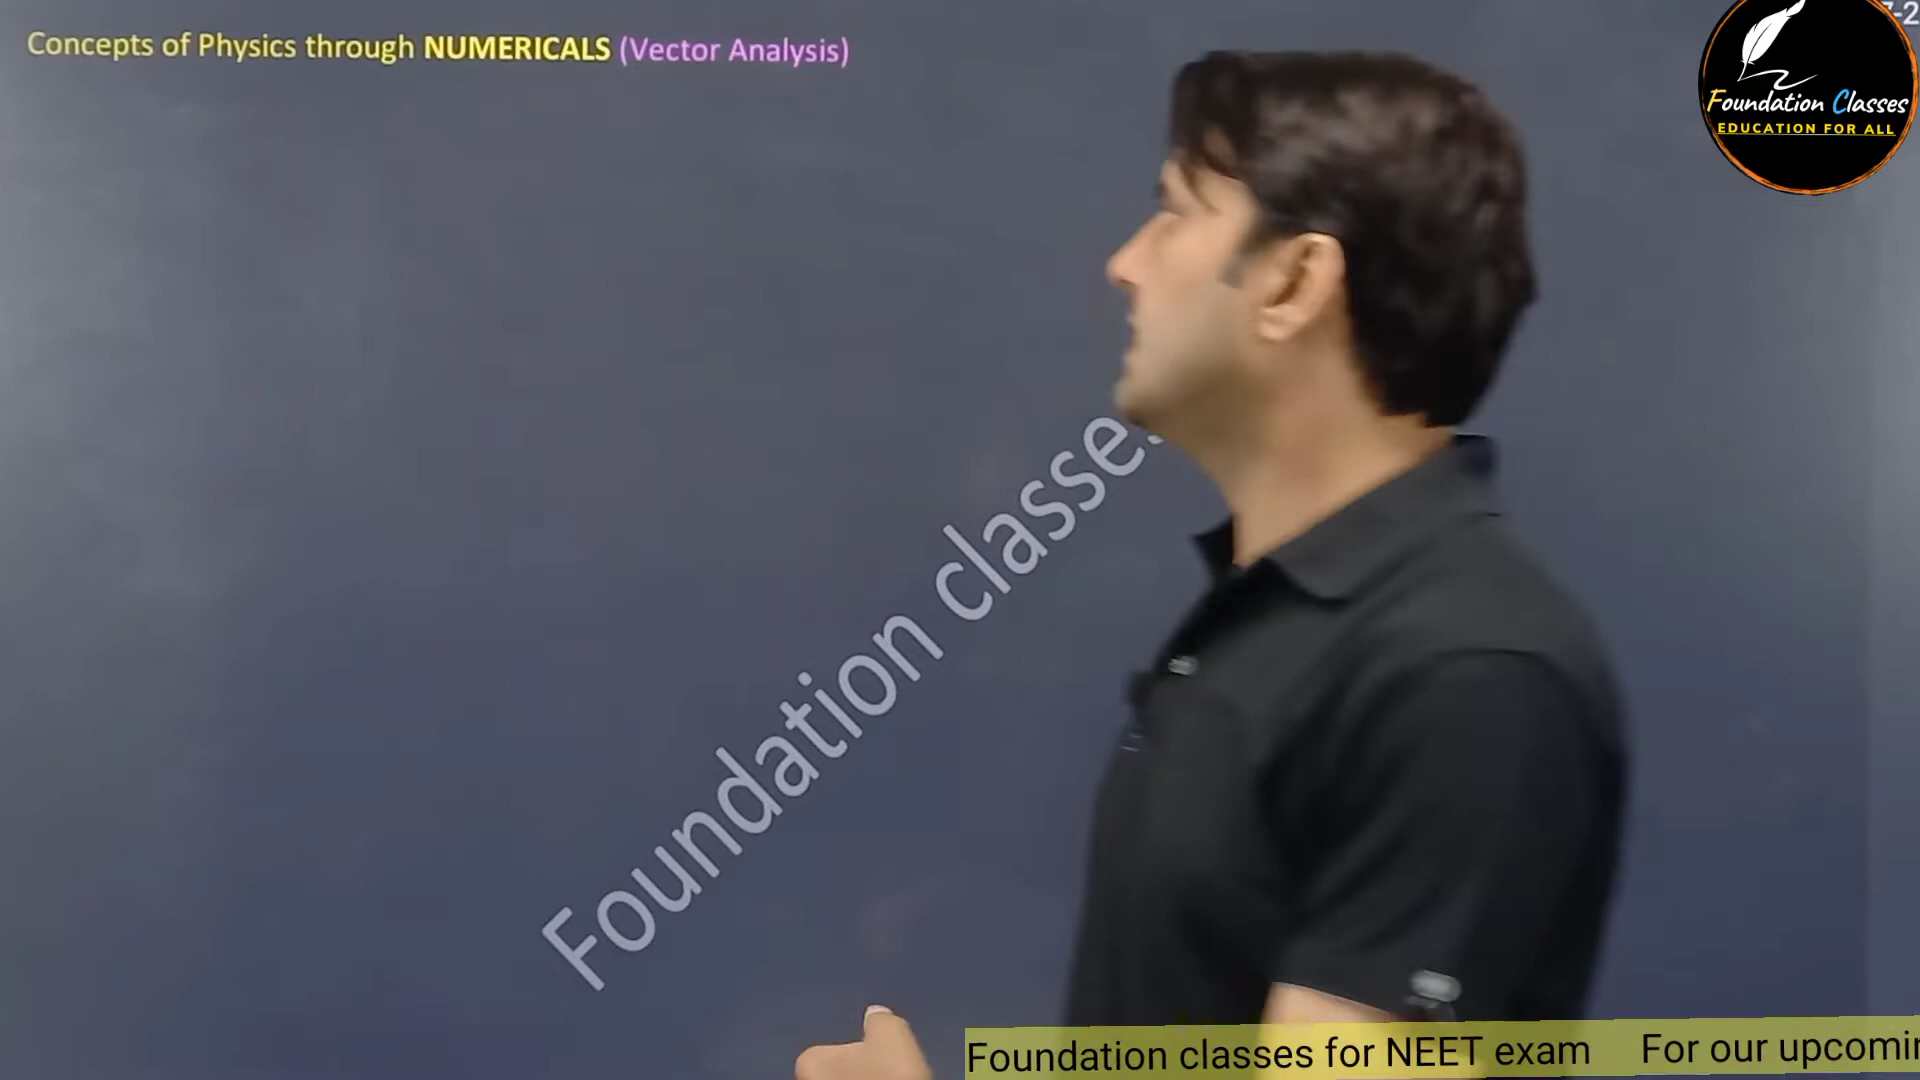 Concepts of Physics through NUMERICALS (Vector Analysis)
Foundation Classes
EDUCATION FOR ALL
Foundation classes
Foundation classes for NEET exam For our upcomin